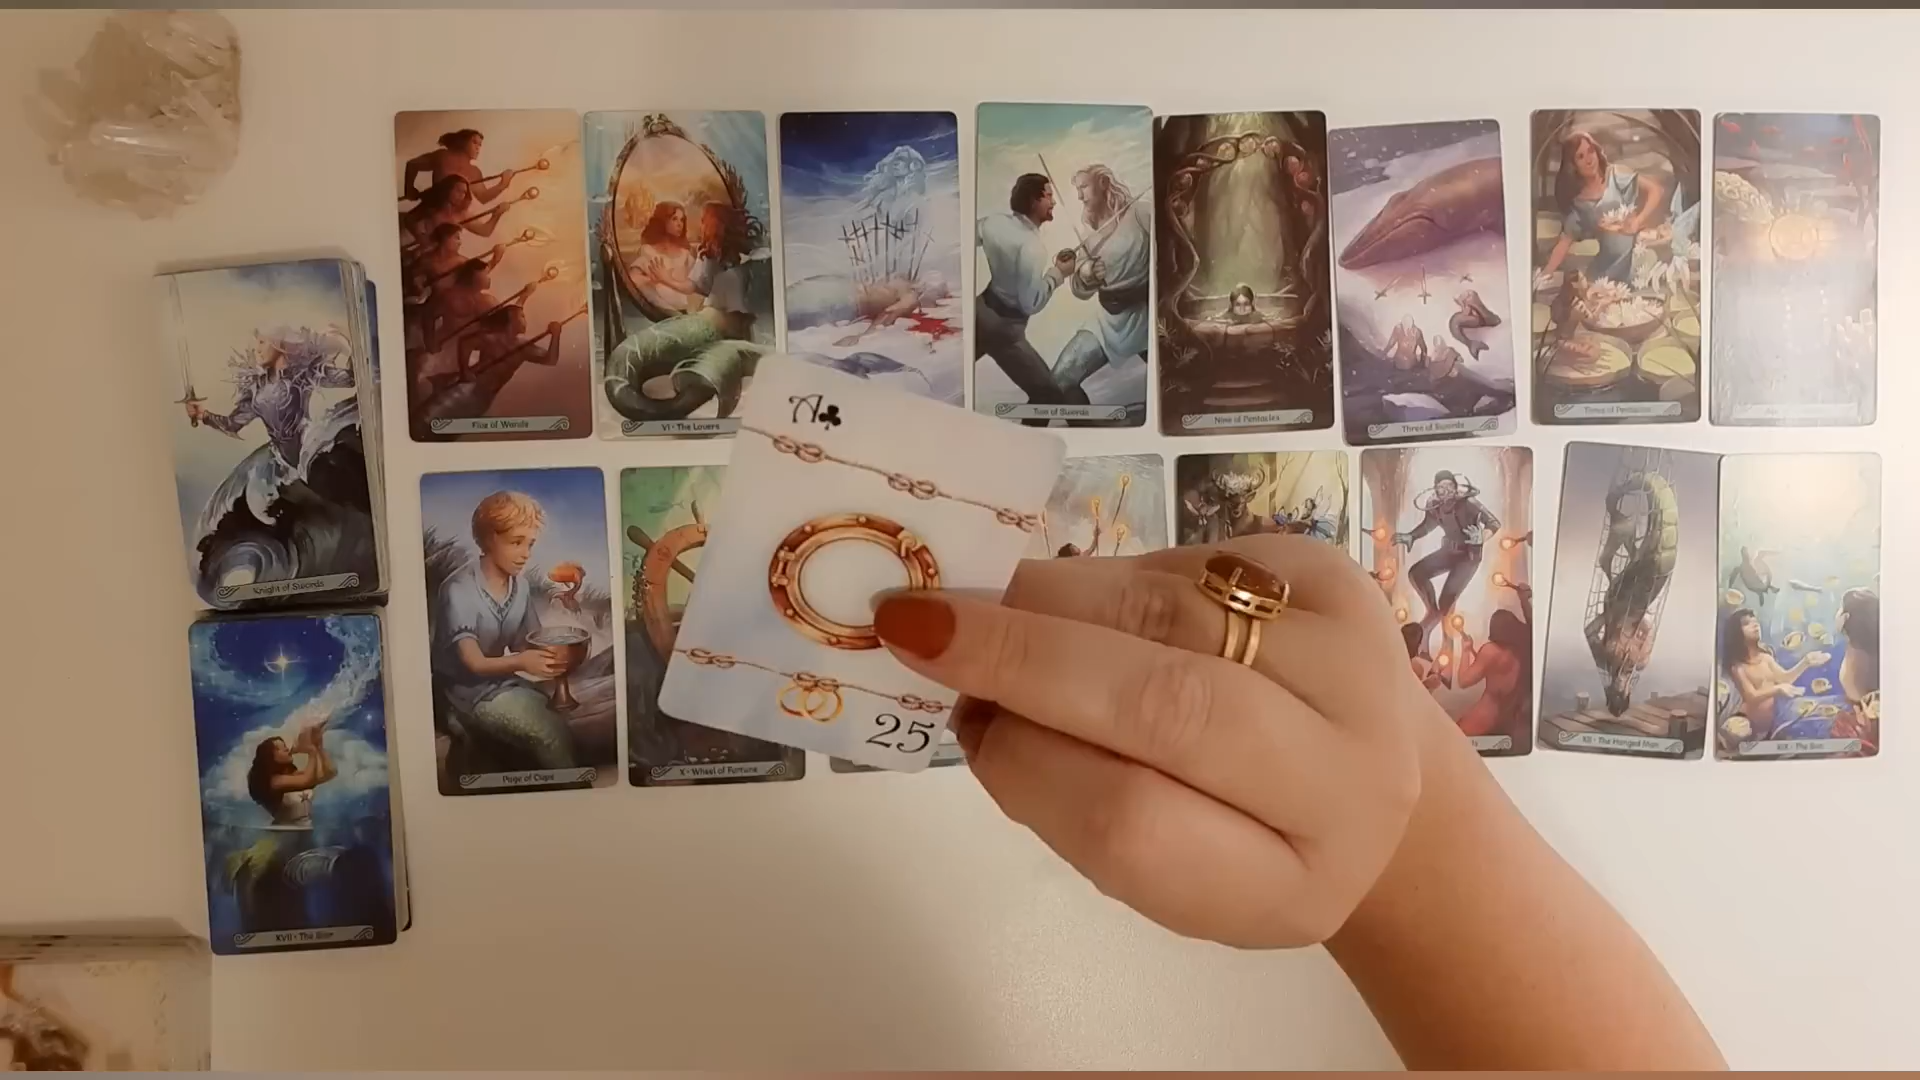 Five of Wands
VI - The Lovers
Two of Swords
Nine of Pentacles
Three of Swords
Three of Pentacles
Knight of Swords
A
25
Page of Cups
X - Wheel of Fortune
XII - The Hanged Man
XIX - The Sun
XVII - The Star